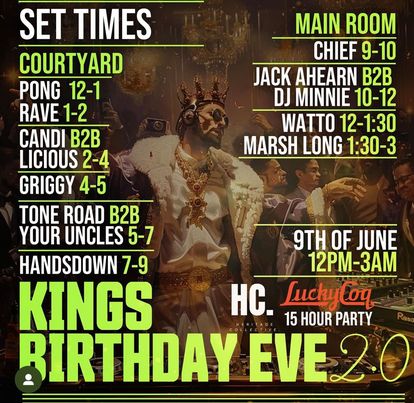 SET TIMES
COURTYARD
PONG 12-1
RAVE 1-2
CANDI B2B
LICIOUS 2-4
GRIGGY 4-5
TONE ROAD B2B
YOUR UNCLES 5-7
HANDSDOWN 7-9
MAIN ROOM
CHIEF 9-10
JACK AHEARN B2B
DJ MINNIE 10-12
WATTO 12-1:30
MARSH LONG 1:30-3
9TH OF JUNE
12PM-3AM
HC.
HERITAGE
COLLECTIVE
LuckyCoq
15 HOUR PARTY
KINGS
BIRTHDAY EVE 2.0